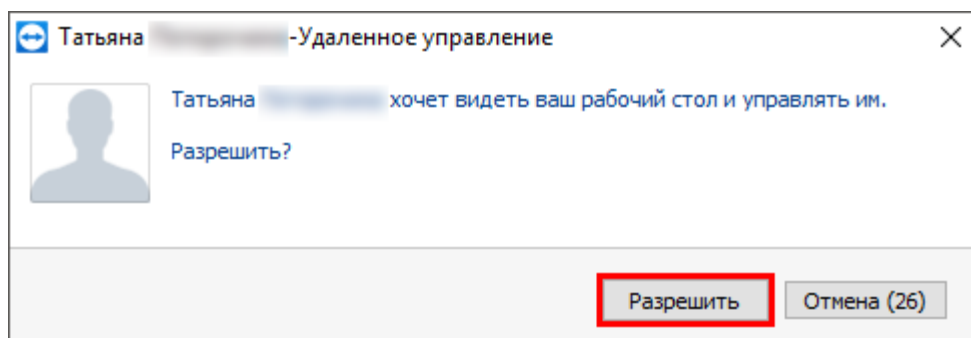 Татьяна -Удаленное управление
Татьяна хочет видеть ваш рабочий стол и управлять им.
Разрешить?
Разрешить
Отмена (26)